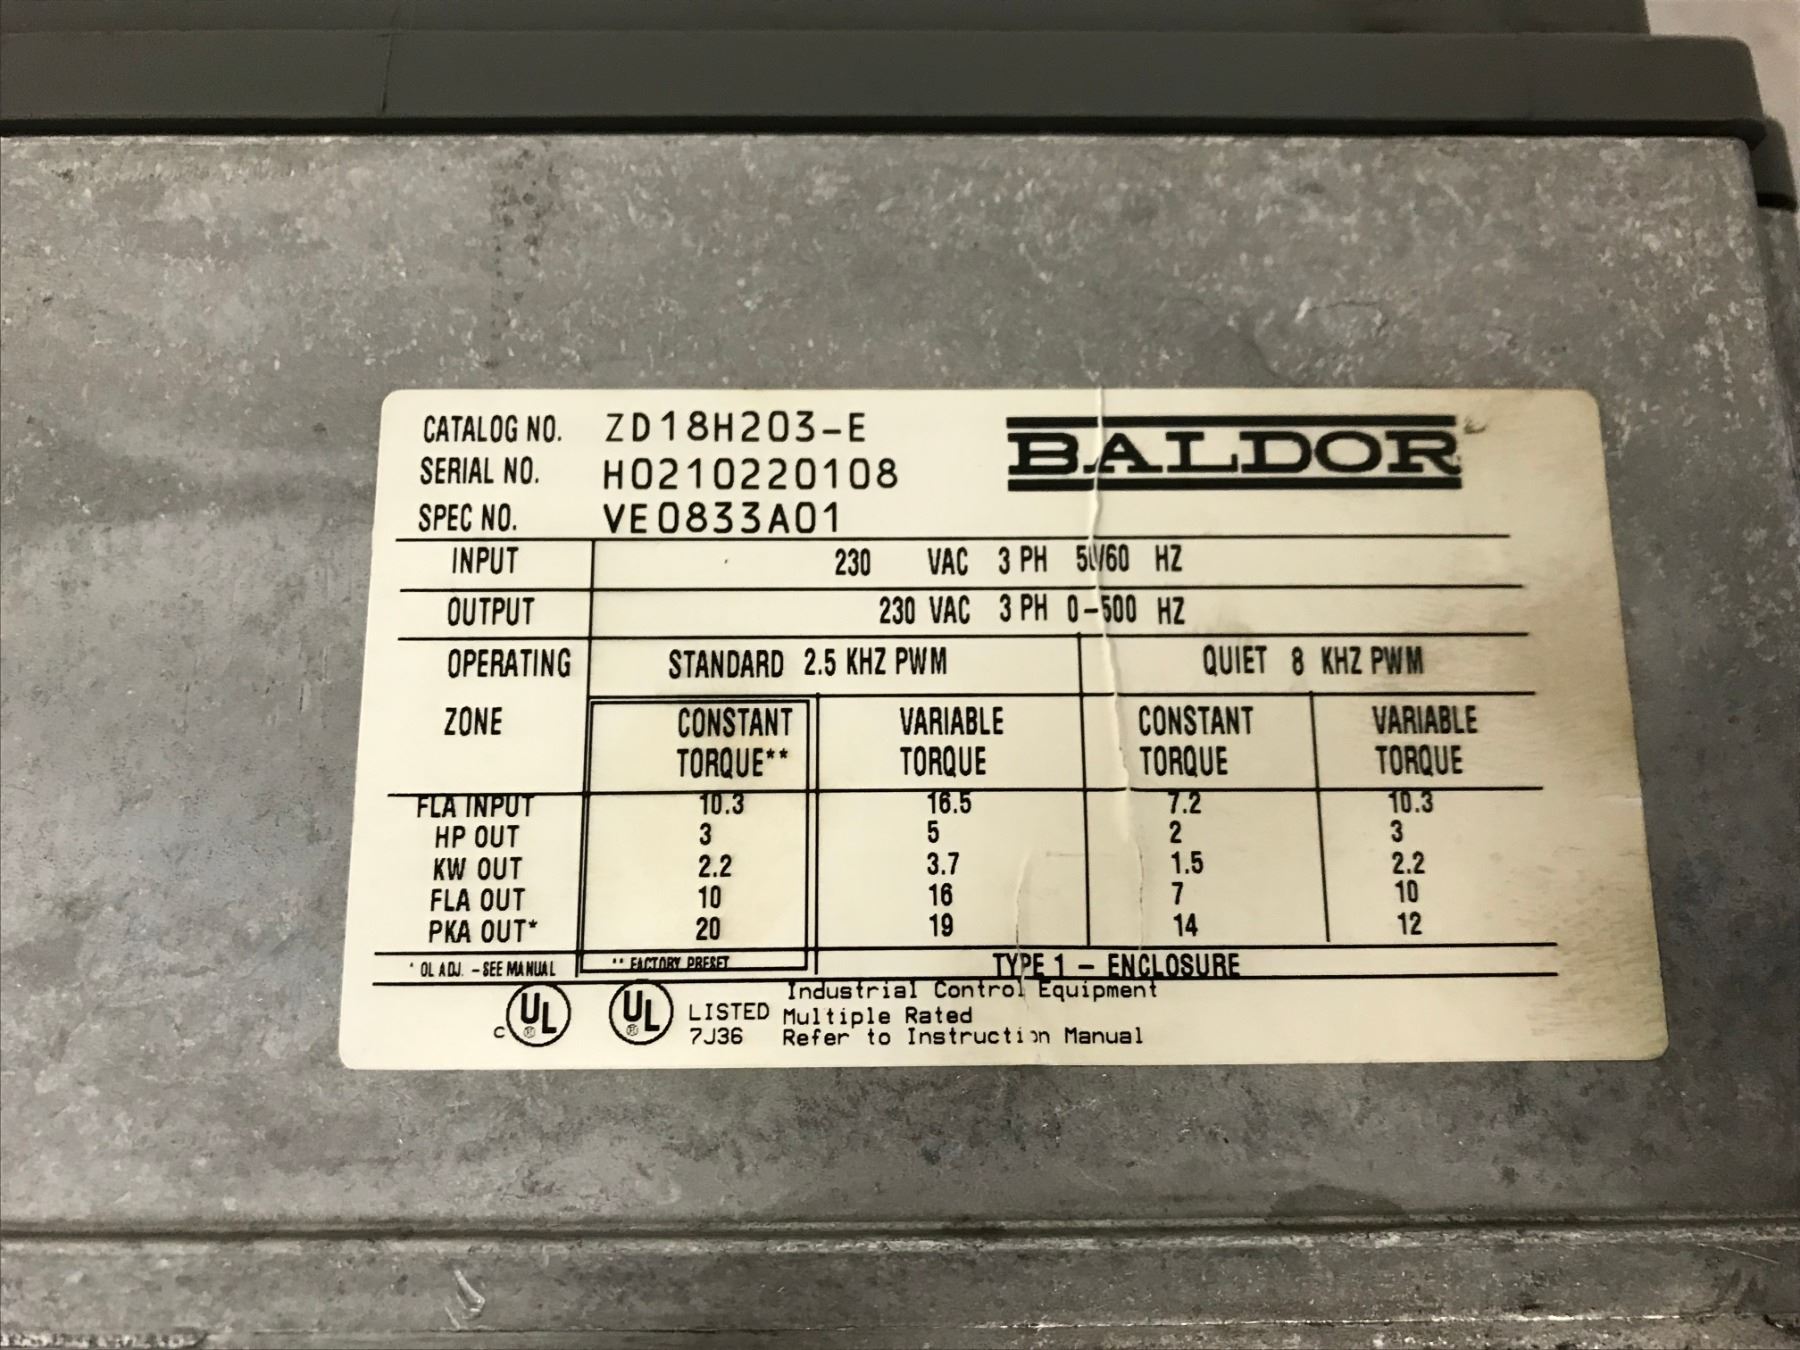 CATALOG NO. ZD18H203-E
BALDOR
SERIAL NO. H0210220108
SPEC NO. VE0833A01
INPUT 230 VAC 3 PH 50/60 HZ
OUTPUT 230 VAC 3 PH 0-500 HZ
OPERATING STANDARD 2.5 KHZ PWM QUIET 8 KHZ PWM
ZONE CONSTANT VARIABLE CONSTANT VARIABLE
TORQUE** TORQUE TORQUE TORQUE
FLA INPUT 10.3 16.5 7.2 10.3
HP OUT 3 5 2 3
KW OUT 2.2 3.7 1.5 2.2
FLA OUT 10 16 7 10
PKA OUT* 20 19 14 12
* OL ADJ. - SEE MANUAL ** FACTORY PRESET TYPE 1 - ENCLOSURE
Industrial Control Equipment
C UL ® UL ® LISTED Multiple Rated
7J36 Refer to Instruction Manual